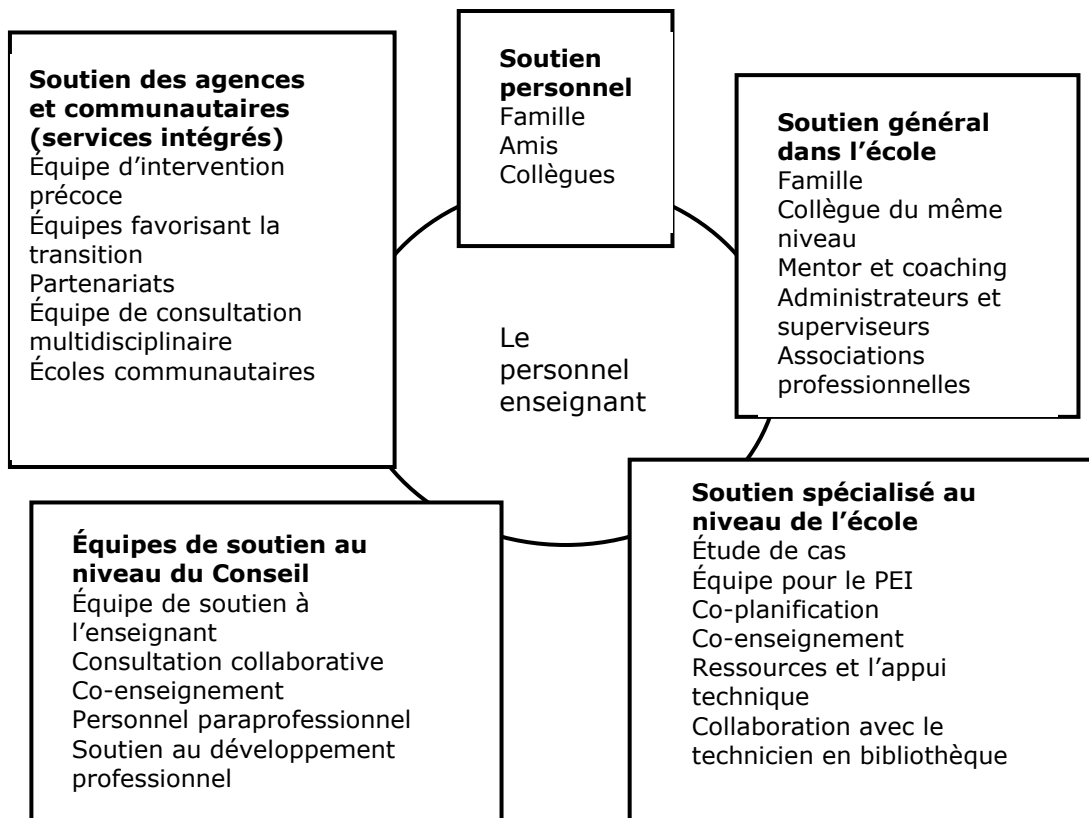 Soutien des agences
et communautaires
(services intégrés)
Équipe d'intervention
précoce
Équipes favorisant la
transition
Partenariats
Équipe de consultation
multidisciplinaire
Écoles communautaires
Soutien
personnel
Famille
Amis
Collègues
Soutien général
dans l'école
Famille
Collègue du même
niveau
Mentor et coaching
Administrateurs et
superviseurs
Associations
professionnelles
Le
personnel
enseignant
Équipes de soutien au
niveau du Conseil
Équipe de soutien à
l'enseignant
Consultation collaborative
Co-enseignement
Personnel paraprofessionnel
Soutien au développement
professionnel
Soutien spécialisé au
niveau de l'école
Étude de cas
Équipe pour le PEI
Co-planification
Co-enseignement
Ressources et l'appui
technique
Collaboration avec le
technicien en bibliothèque